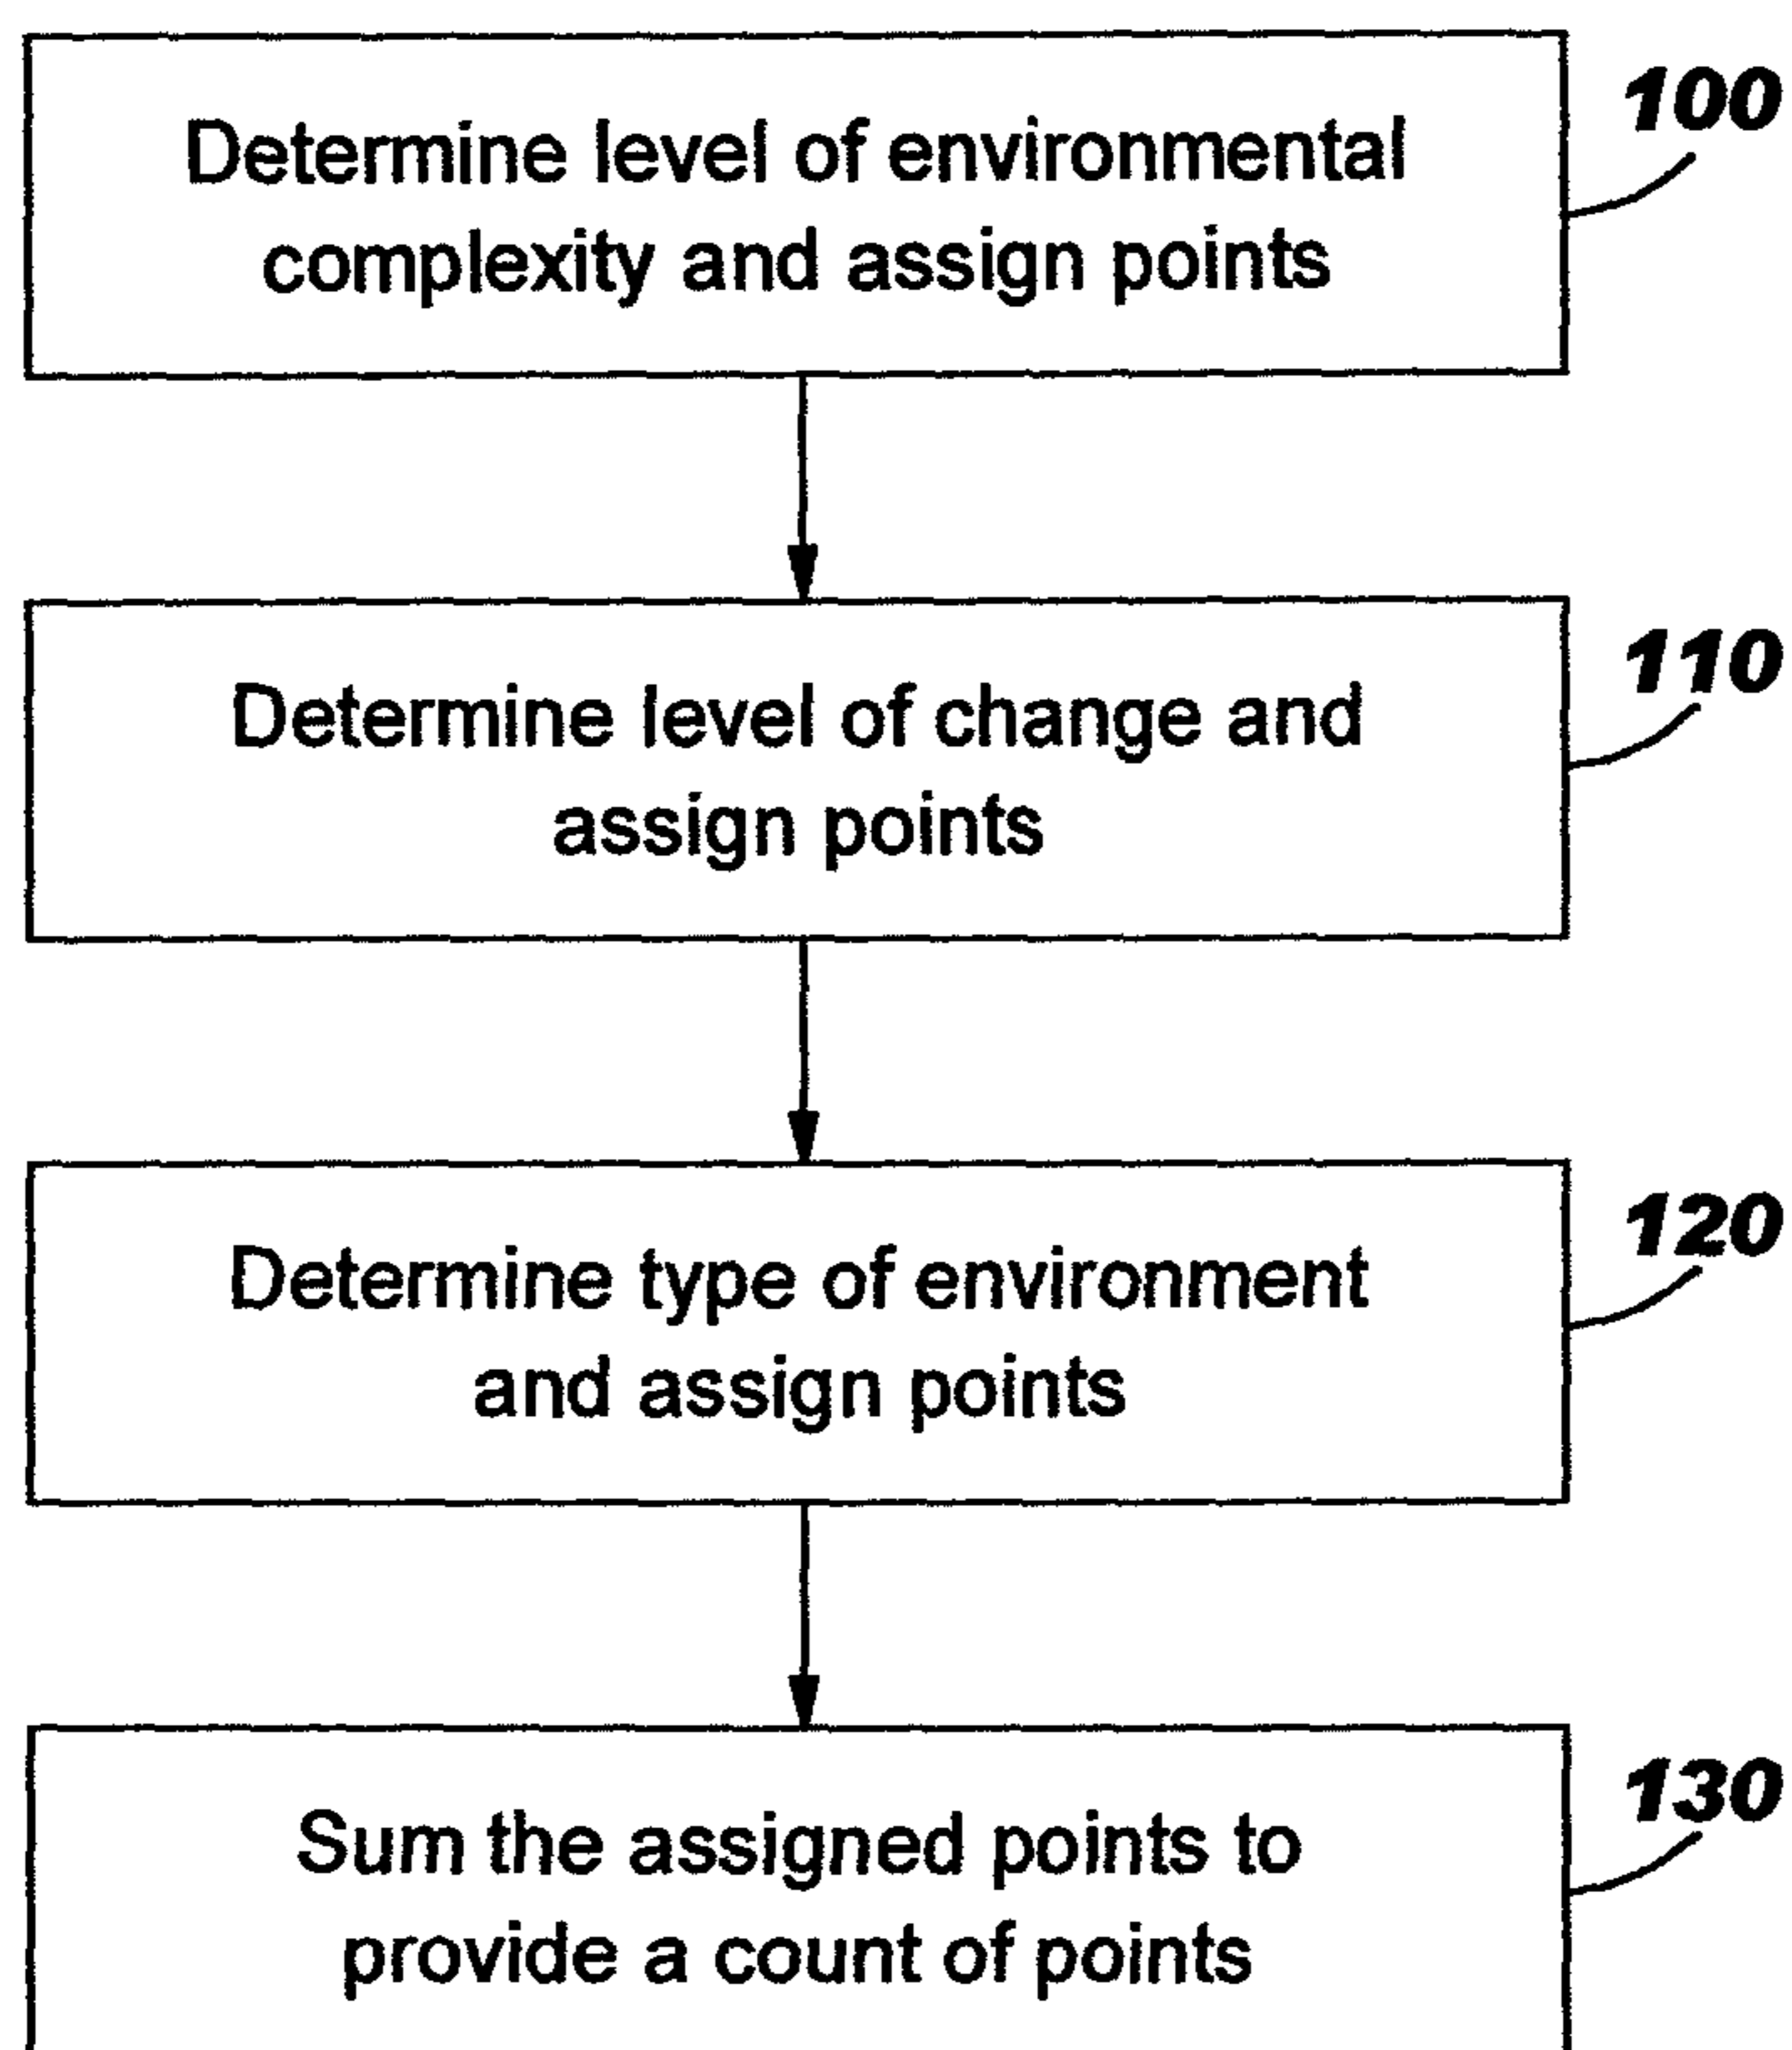 Determine level of environmental
complexity and assign points
100
Determine level of change and
assign points
110
Determine type of environment
and assign points
120
Sum the assigned points to
provide a count of points
130